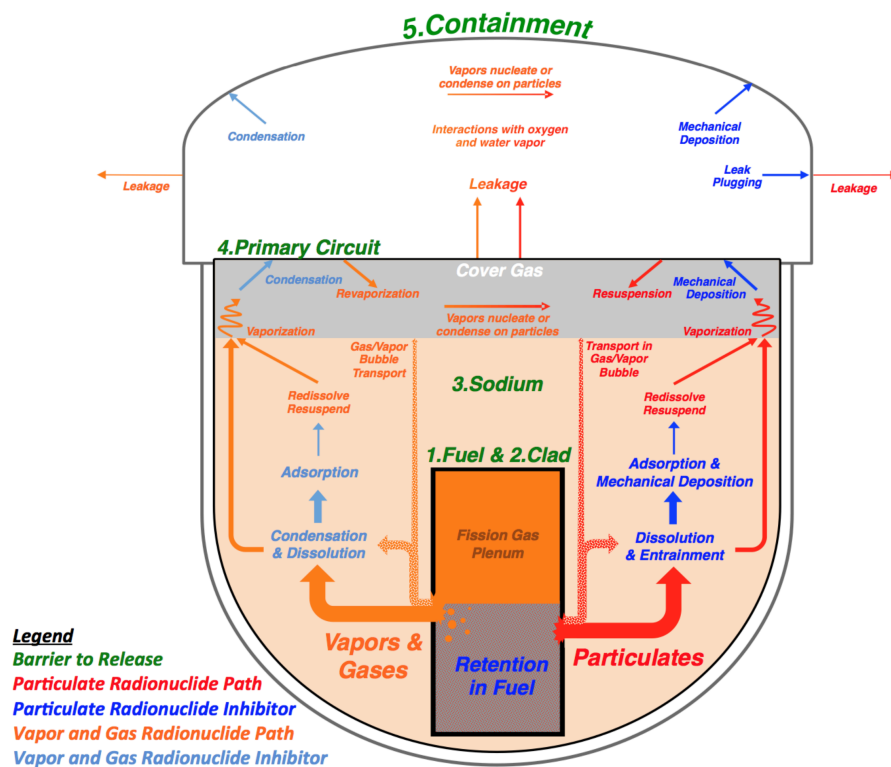 5.Containment
Vapors nucleate or
condense on particles
Condensation
Interactions with oxygen
and water vapor
Mechanical
Deposition
Leak
Plugging
Leakage
Leakage
Leakage
4.Primary Circuit
Cover Gas
Condensation
Revaporization
Resuspension
Mechanical
Deposition
Vapors nucleate or
condense on particles
Vaporization
Vaporization
Gas/Vapor
Bubble
Transport
Transport in
Gas/Vapor
Bubble
3.Sodium
Redissolve
Resuspend
Redissolve
Resuspend
1.Fuel & 2.Clad
Adsorption
Adsorption &
Mechanical Deposition
Condensation
& Dissolution
Fission Gas
Plenum
Dissolution
& Entrainment
Vapors &
Gases
Retention
in Fuel
Particulates
Legend
Barrier to Release
Particulate Radionuclide Path
Particulate Radionuclide Inhibitor
Vapor and Gas Radionuclide Path
Vapor and Gas Radionuclide Inhibitor